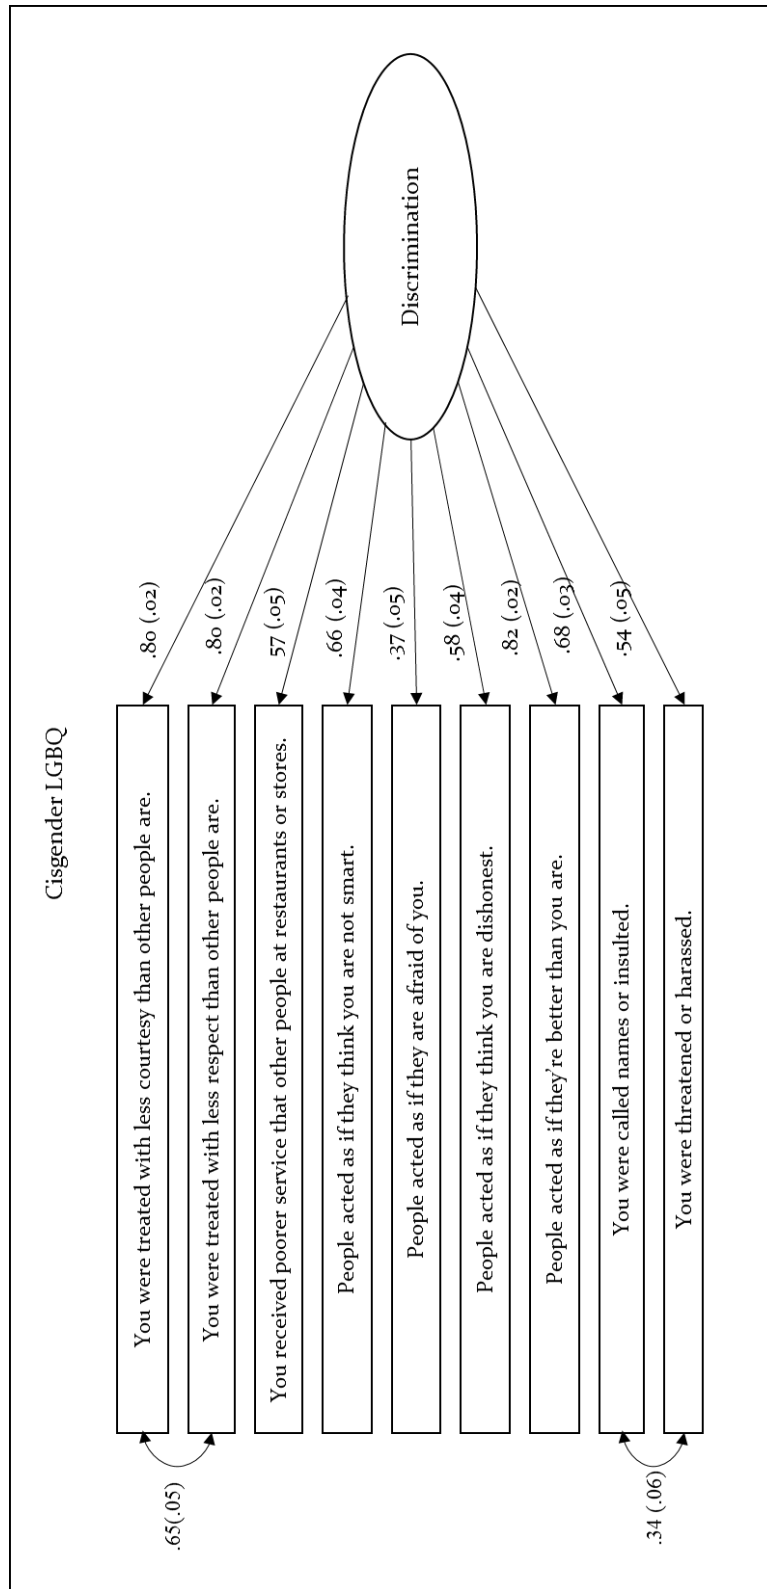 Cisgender LGBQ
.65(.05)
You were treated with less courtesy than other people are.
.80 (.02)
You were treated with less respect than other people are.
.80 (.02)
You received poorer service that other people at restaurants or stores.
57 (.05)
People acted as if they think you are not smart.
.66 (.04)
People acted as if they are afraid of you.
.37 (.05)
People acted as if they think you are dishonest.
.58 (.04)
People acted as if they're better than you are.
.82 (.02)
You were called names or insulted.
.68 (.03)
You were threatened or harassed.
.54 (.05)
.34 (.06)
Discrimination